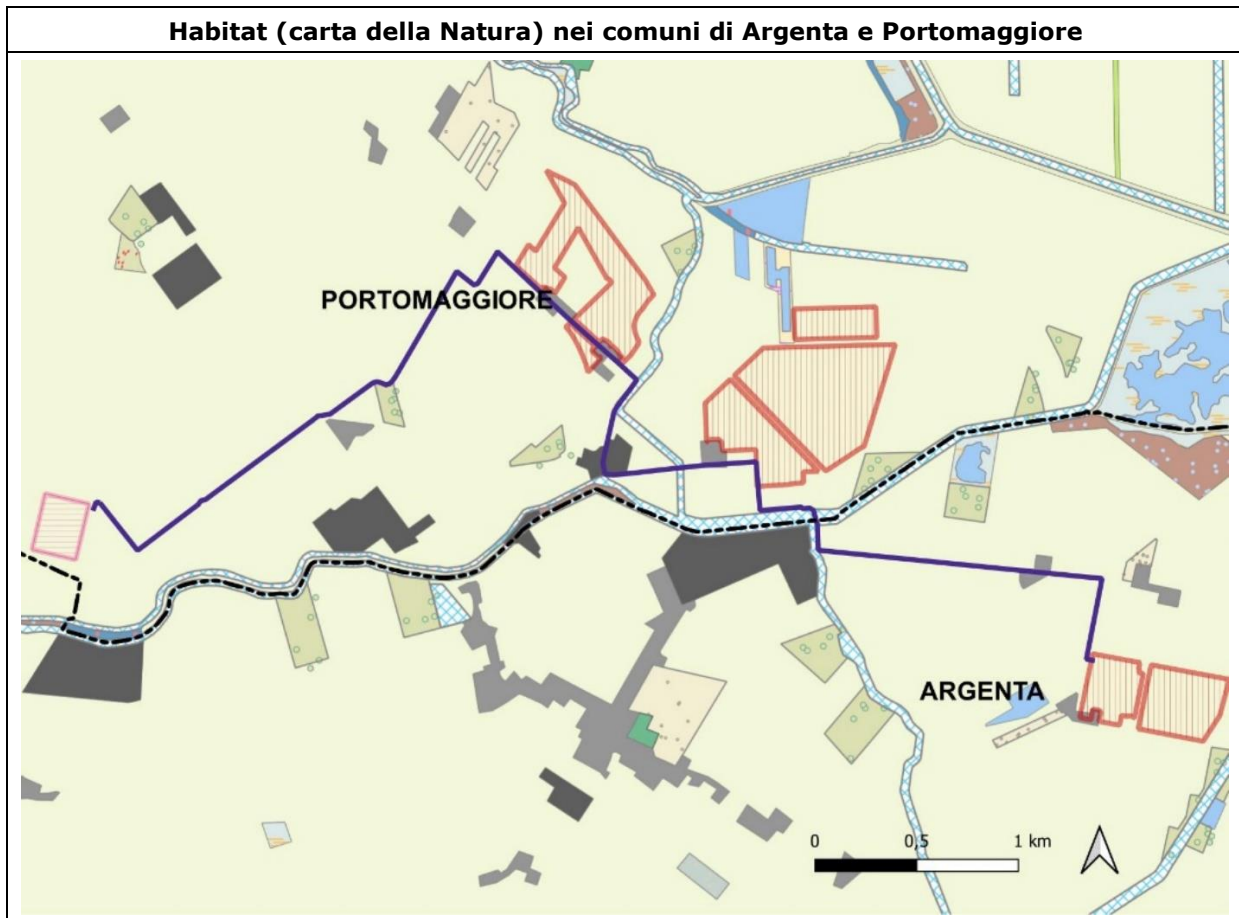 Habitat (carta della Natura) nei comuni di Argenta e Portomaggiore
PORTOMAGGIORE
ARGENTA
0 0,5 1 km